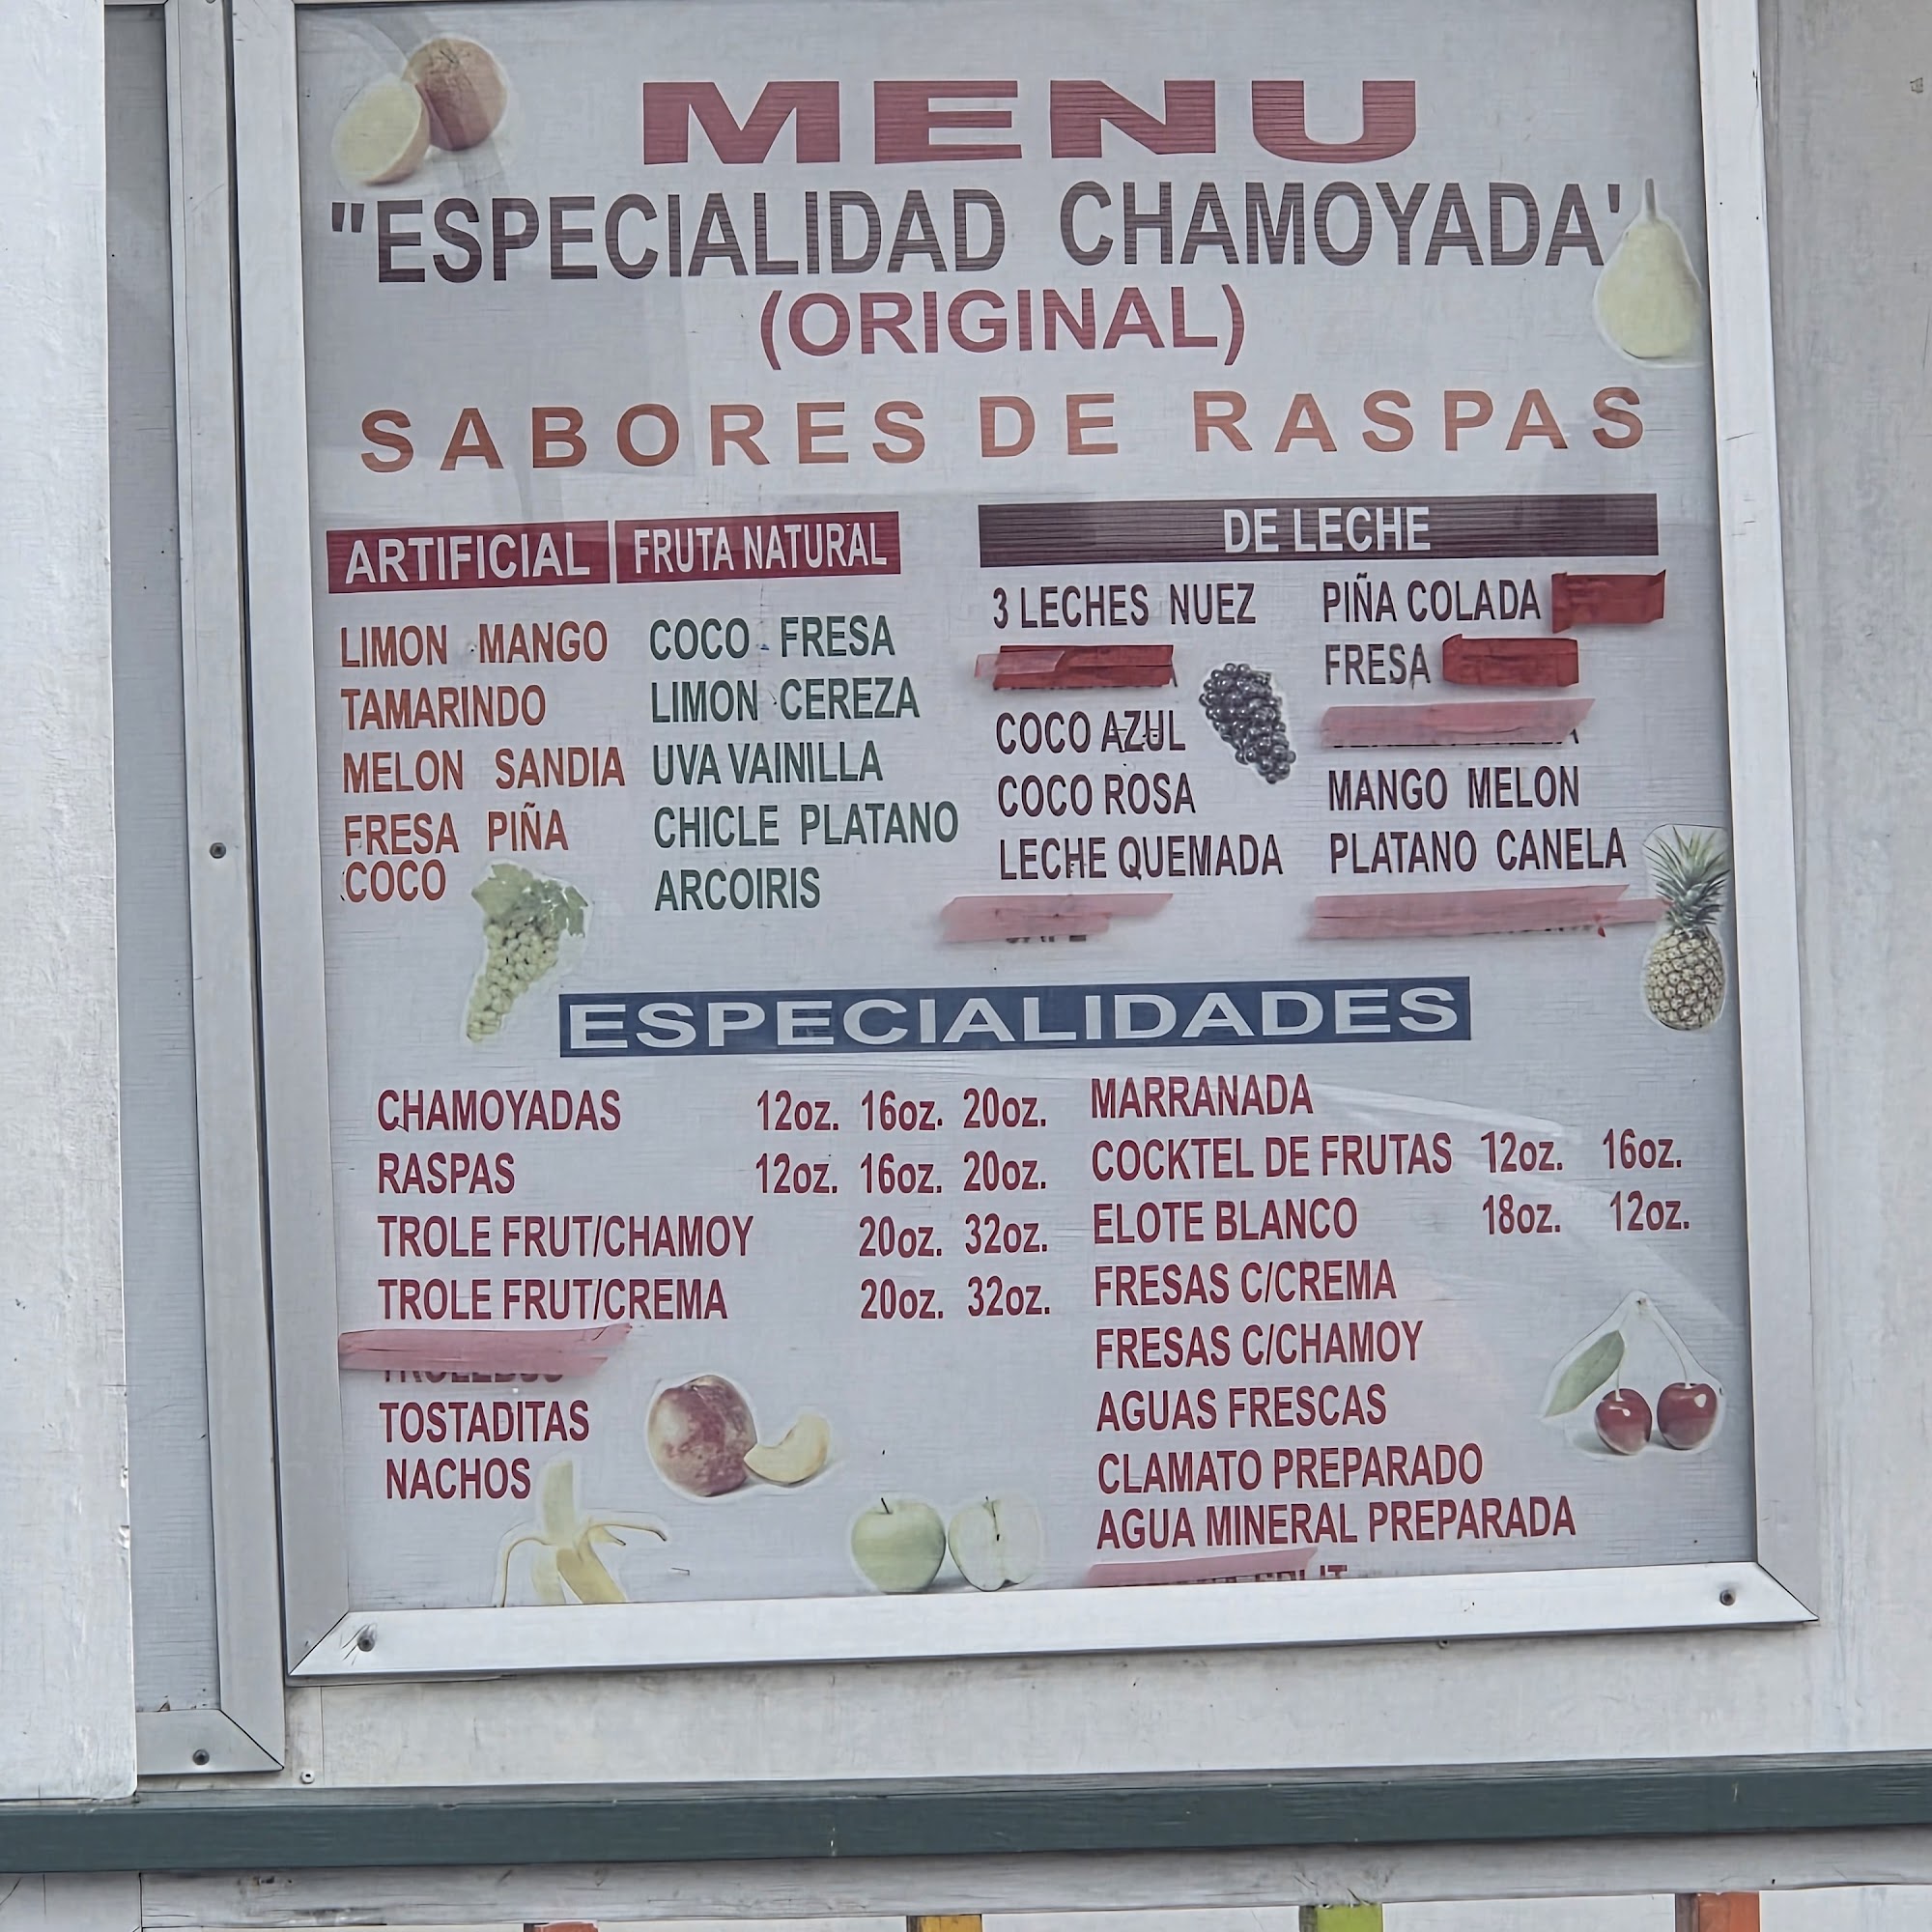 MENU
"ESPECIALIDAD CHAMOYADA'
(ORIGINAL)
SABORES DE RASPAS
ARTIFICIAL
LIMON MANGO
TAMARINDO
MELON SANDIA
FRESA PIÑA
COCO
FRUTA NATURAL
COCO FRESA
LIMON CEREZA
UVA VAINILLA
CHICLE PLATANO
ARCOIRIS
DE LECHE
3 LECHES NUEZ
COCO AZUL
COCO ROSA
LECHE QUEMADA
PIÑA COLADA
FRESA
MANGO MELON
PLATANO CANELA
ESPECIALIDADES
CHAMOYADAS 12oz. 16oz. 20oz.
RASPAS 12oz. 16oz. 20oz.
TROLE FRUT/CHAMOY 20oz. 32oz.
TROLE FRUT/CREMA 20oz. 32oz.
TOSTADITAS
NACHOS
MARRANADA
COCKTEL DE FRUTAS 12oz. 16oz.
ELOTE BLANCO 18oz. 12oz.
FRESAS C/CREMA
FRESAS C/CHAMOY
AGUAS FRESCAS
CLAMATO PREPARADO
AGUA MINERAL PREPARADA